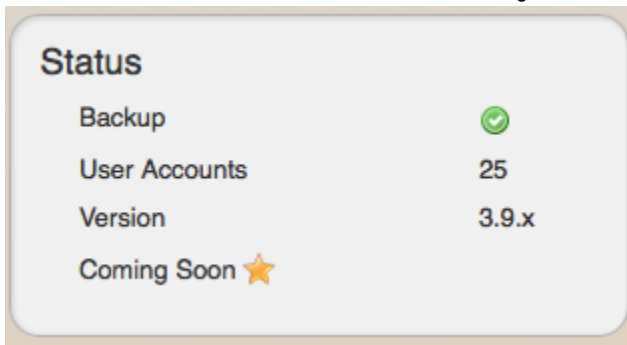 Status
Backup
User Accounts 25
Version 3.9.x
Coming Soon